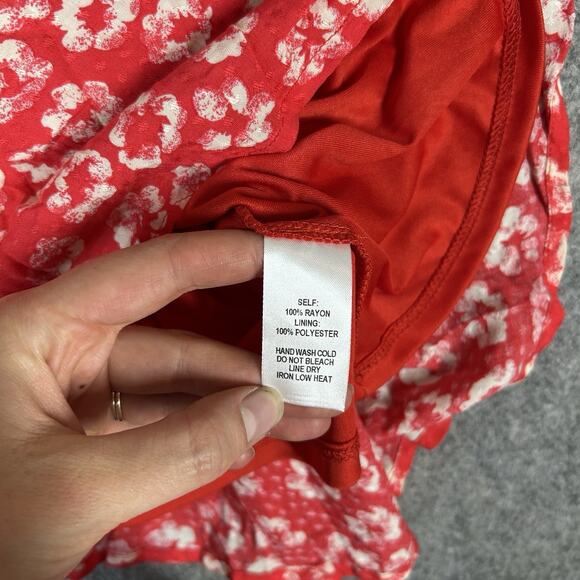 SELF:
100% RAYON
LINING:
100% POLYESTER
HAND WASH COLD
DO NOT BLEACH
LINE DRY
IRON LOW HEAT